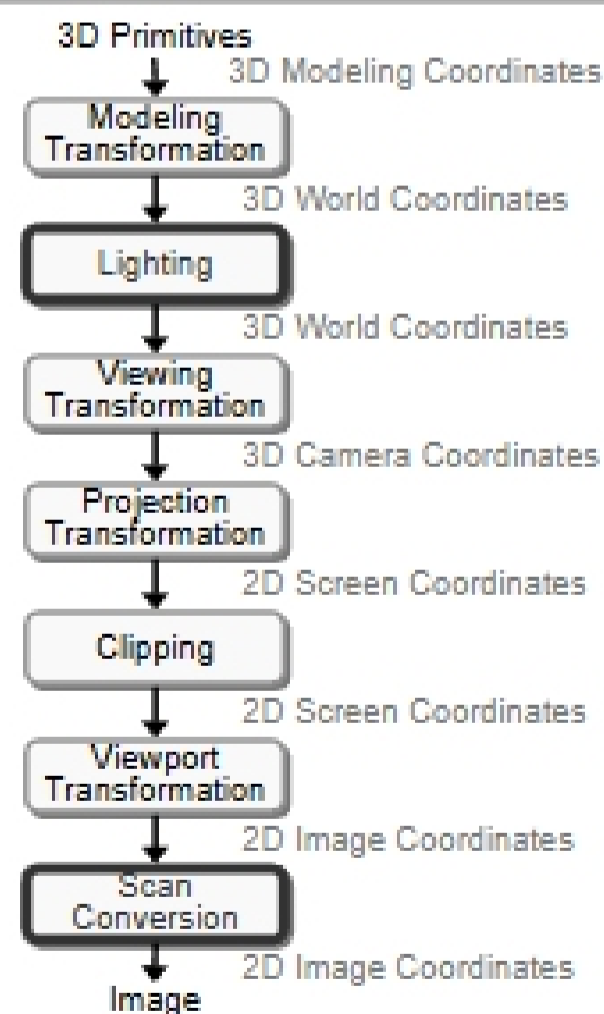 3D Primitives
3D Modeling Coordinates
Modeling
Transformation
3D World Coordinates
Lighting
3D World Coordinates
Viewing
Transformation
3D Camera Coordinates
Projection
Transformation
2D Screen Coordinates
Clipping
2D Screen Coordinates
Viewport
Transformation
2D Image Coordinates
Scan
Conversion
2D Image Coordinates
Image